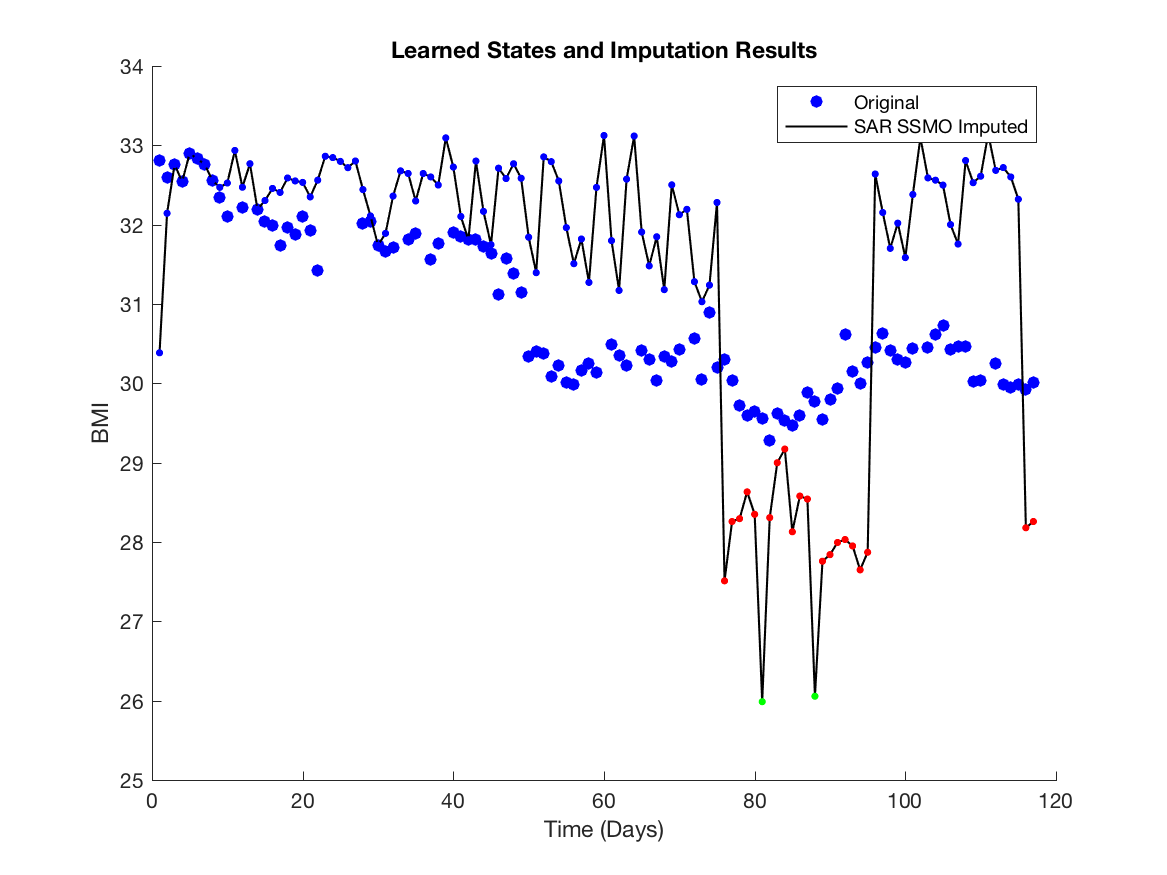 Learned States and Imputation Results
34
33
32
31
30
29
28
27
26
25
BMI
Original
SAR SSMO Imputed
0 20 40 60 80 100 120
Time (Days)